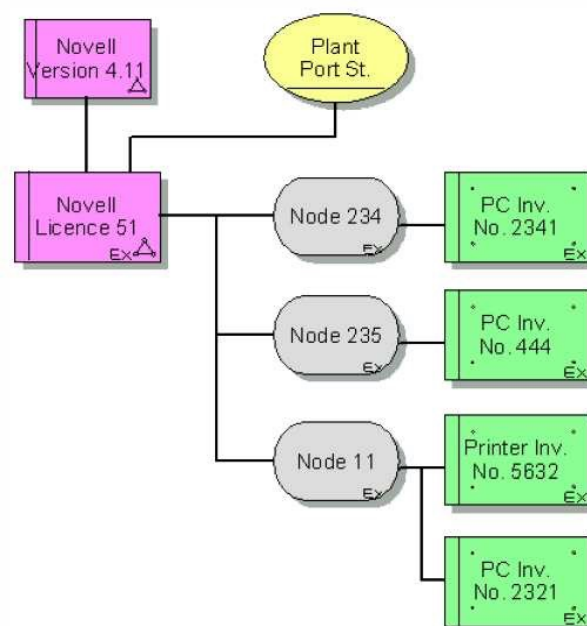 Novell
Version 4.11
Plant
Port St.
Novell
Licence 51
Ex
Node 234
Ex
PC Inv.
No. 2341
Ex
Node 235
Ex
PC Inv.
No. 444
Ex
Node 11
Ex
Printer Inv.
No. 5632
Ex
PC Inv.
No. 2321
Ex